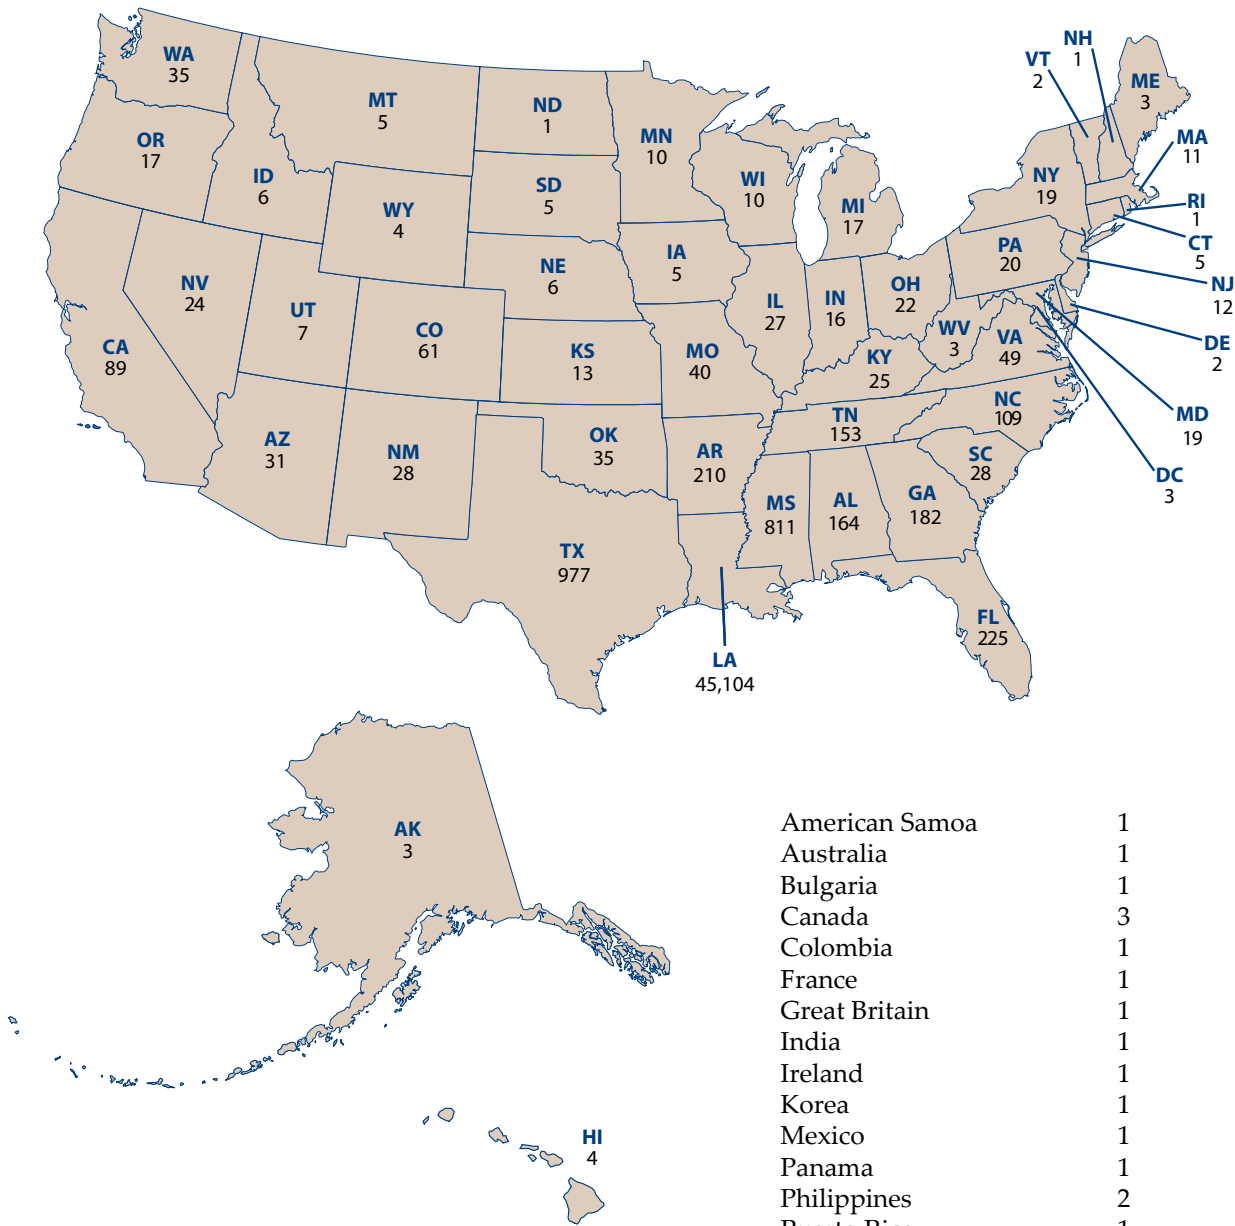 WA
35
OR
17
CA
89
NV
24
ID
6
MT
5
WY
4
UT
7
CO
61
AZ
31
NM
28
ND
1
SD
5
NE
6
KS
13
OK
35
TX
977
MN
10
IA
5
MO
40
AR
210
LA
45,104
WI
10
IL
27
MI
17
IN
16
OH
22
KY
25
TN
153
MS
811
AL
164
GA
182
FL
225
SC
28
NC
109
VA
49
WV
3
PA
20
NY
19
VT
2
NH
1
ME
3
MA
11
RI
1
CT
5
NJ
12
DE
2
MD
19
DC
3
AK
3
HI
4
American Samoa 1
Australia 1
Bulgaria 1
Canada 3
Colombia 1
France 1
Great Britain 1
India 1
Ireland 1
Korea 1
Mexico 1
Panama 1
Philippines 2
Puerto Rico 1